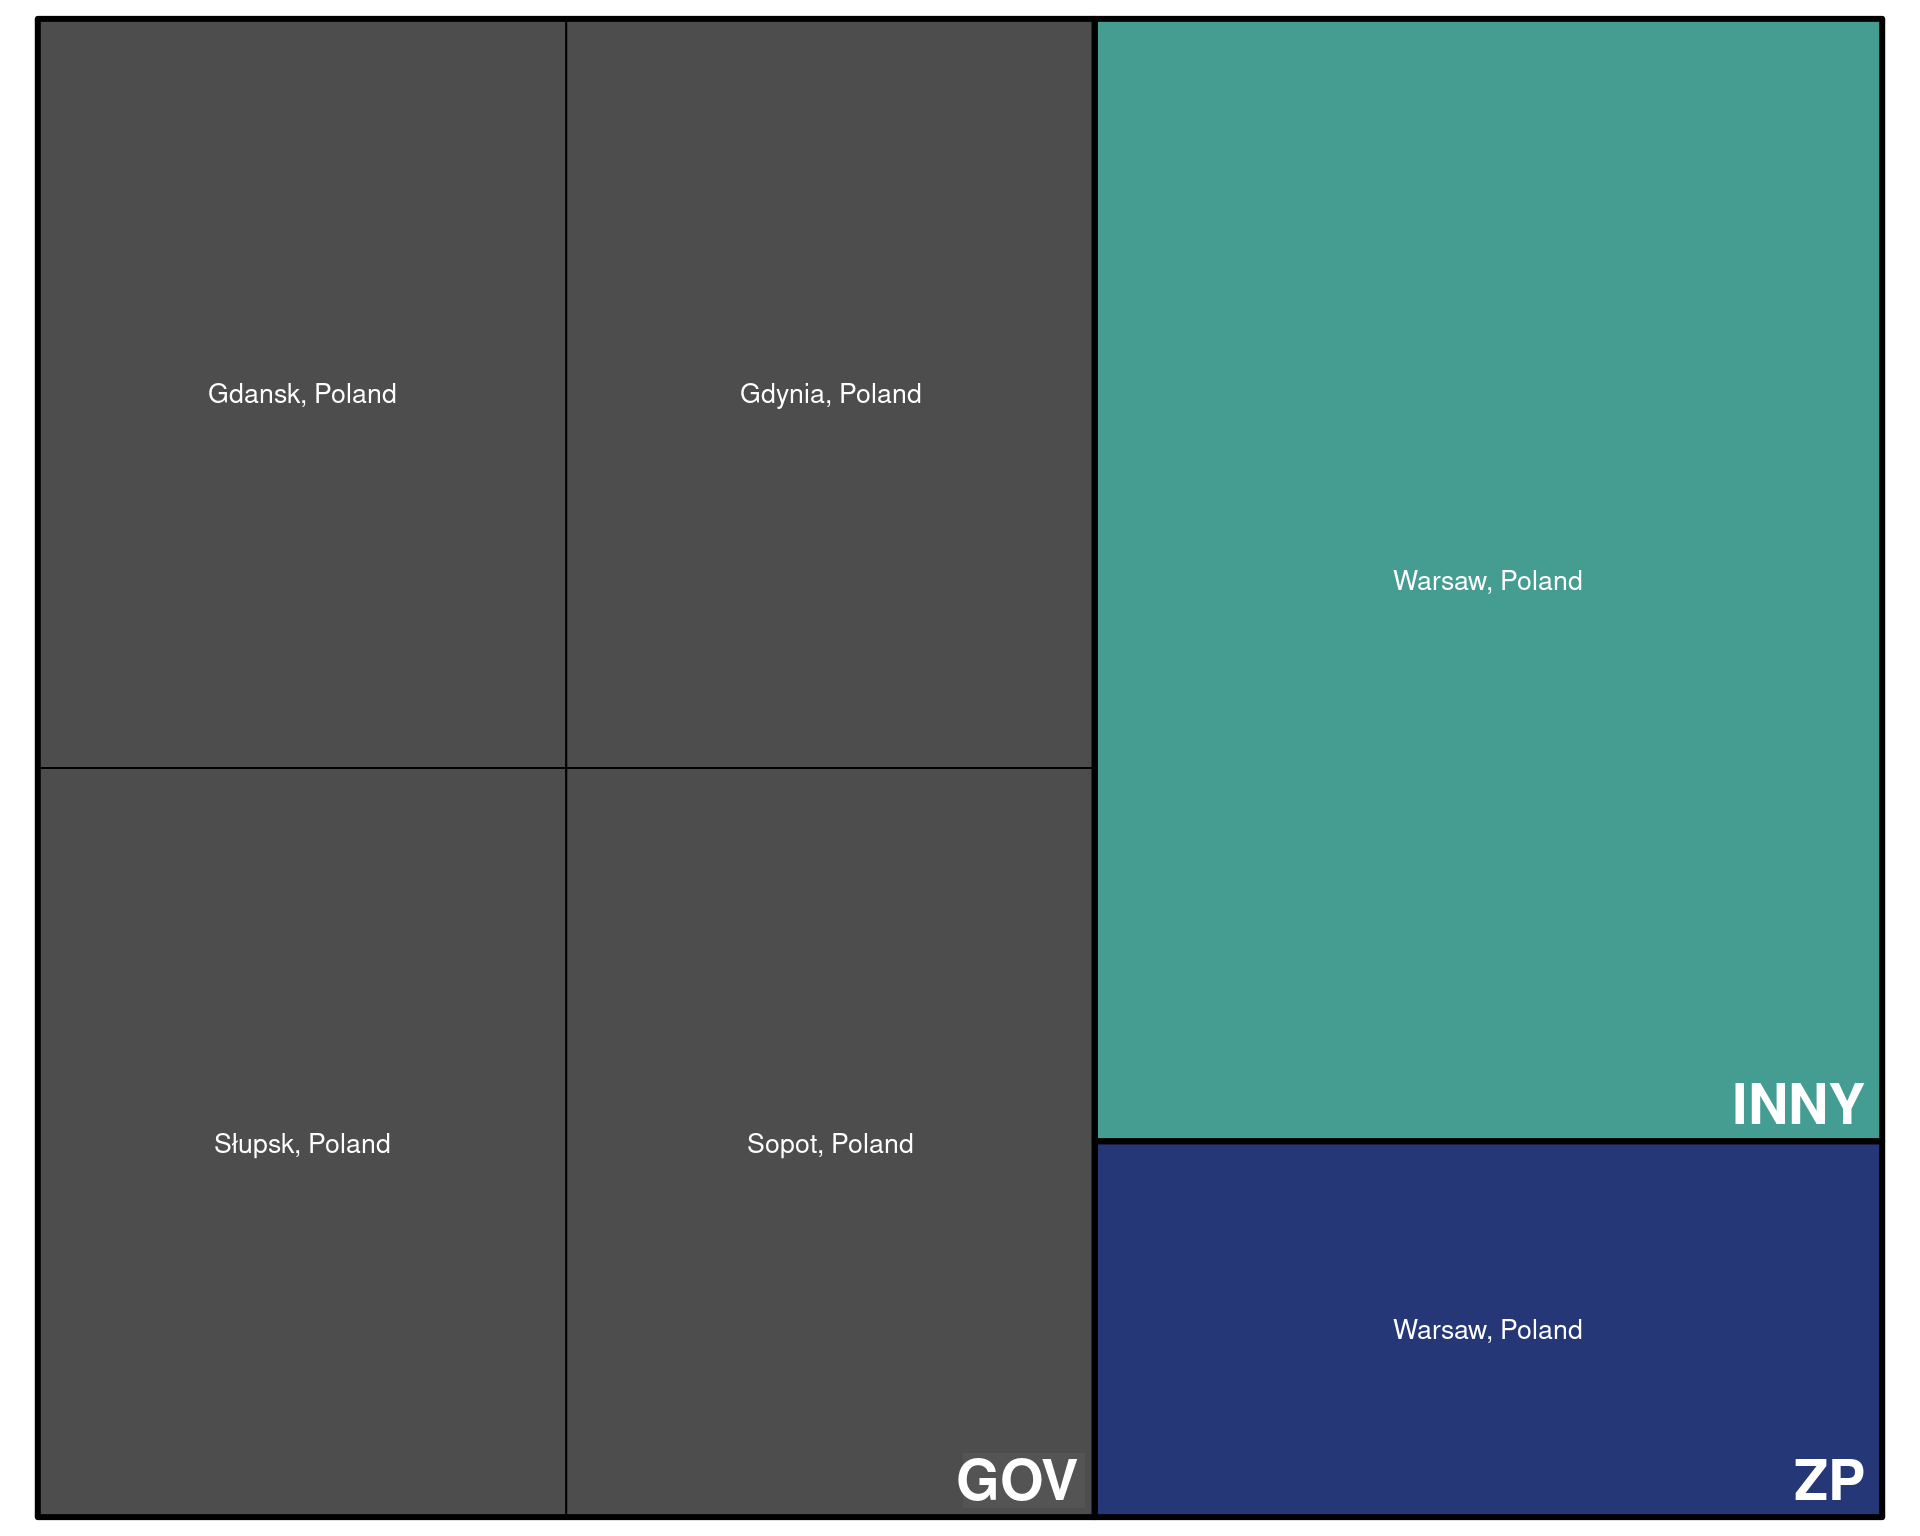 Gdansk, Poland
Gdynia, Poland
Słupsk, Poland
Sopot, Poland
GOV
Warsaw, Poland
INNY
Warsaw, Poland
ZP